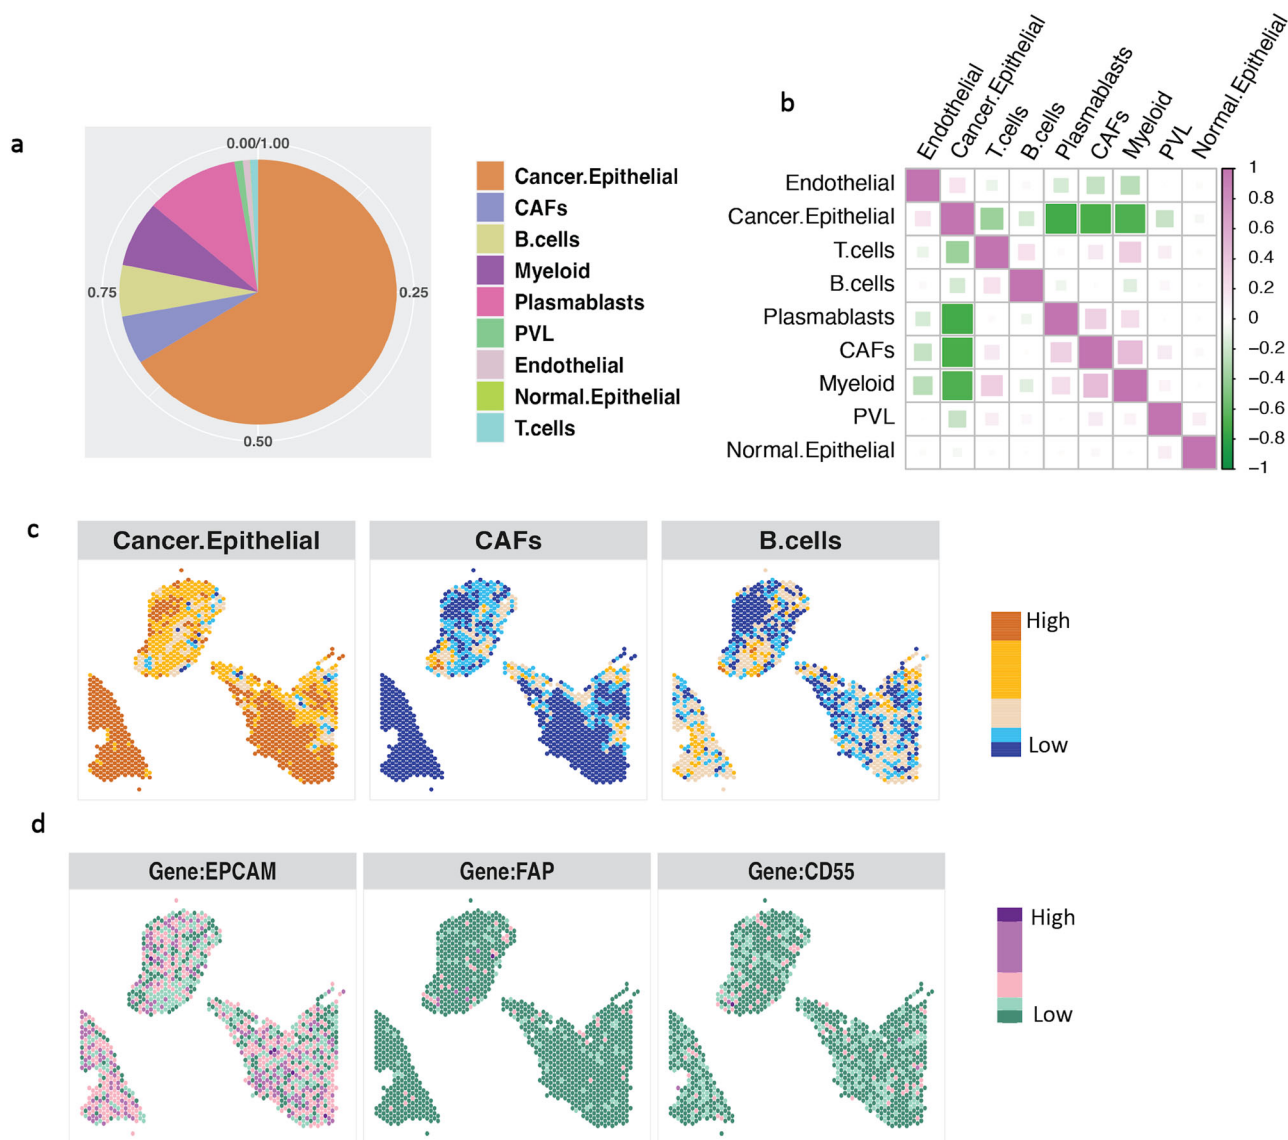 a
0.00/1.00
0.75
0.25
0.50
Cancer.Epithelial
CAFs
B.cells
Myeloid
Plasmablasts
PVL
Endothelial
Normal.Epithelial
T.cells
b
Endothelial
Cancer.Epithelial
T.cells
B.cells
Plasmablasts
CAFs
Myeloid
PVL
Normal.Epithelial
Endothelial
Cancer.Epithelial
T.cells
B.cells
Plasmablasts
CAFs
Myeloid
PVL
Normal.Epithelial
1
0.8
0.6
0.4
0.2
0
−0.2
−0.4
−0.6
−0.8
−1
c
Cancer.Epithelial
CAFs
B.cells
High
Low
d
Gene:EPCAM
Gene:FAP
Gene:CD55
High
Low